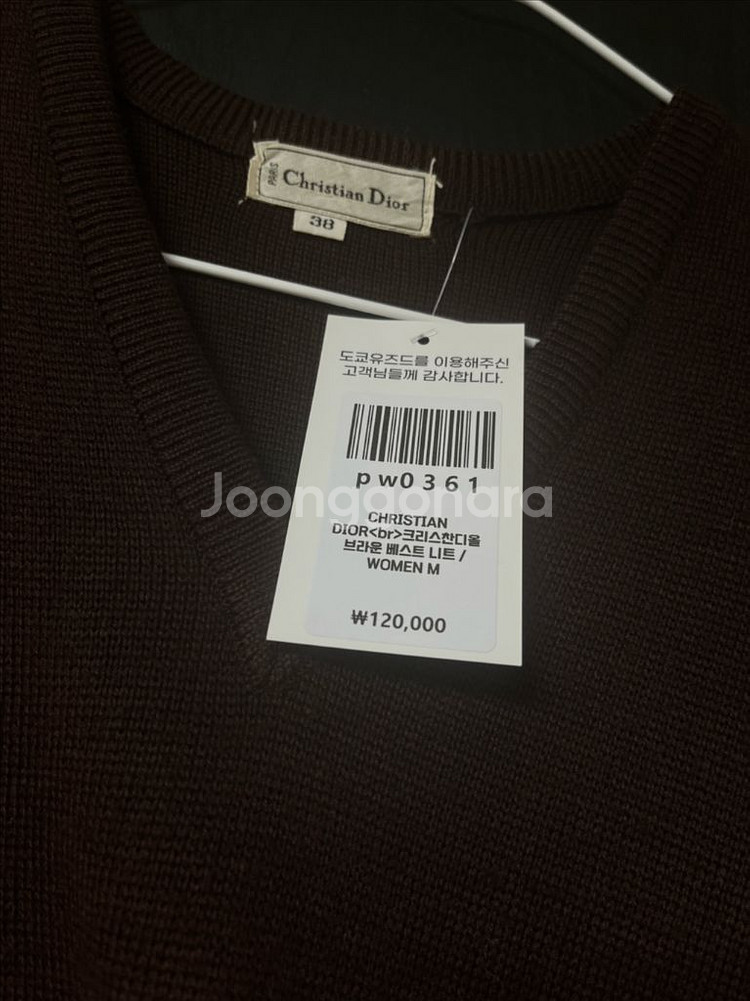 PARIS
Christian Dior
38
도쿄유즈드를 이용해주신
고객님들께 감사합니다.
pw0361
Joonggonara
CHRISTIAN
DIOR<br>크리스찬디올
브라운 베스트 니트 /
WOMEN M
₩120,000